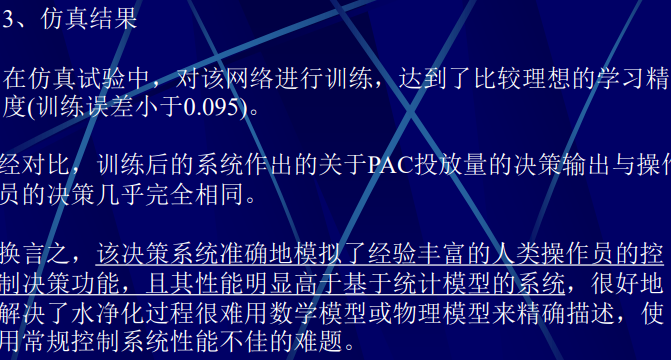 3、仿真结果
在仿真试验中，对该网络进行训练，达到了比较理想的学习精
度(训练误差小于0.095)。
经对比，训练后的系统作出的关于PAC投放量的决策输出与操作
员的决策几乎完全相同。
换言之，该决策系统准确地模拟了经验丰富的人类操作员的控
制决策功能，且其性能明显高于基于统计模型的系统，很好地
解决了水净化过程很难用数学模型或物理模型来精确描述，使
用常规控制系统性能不佳的难题。